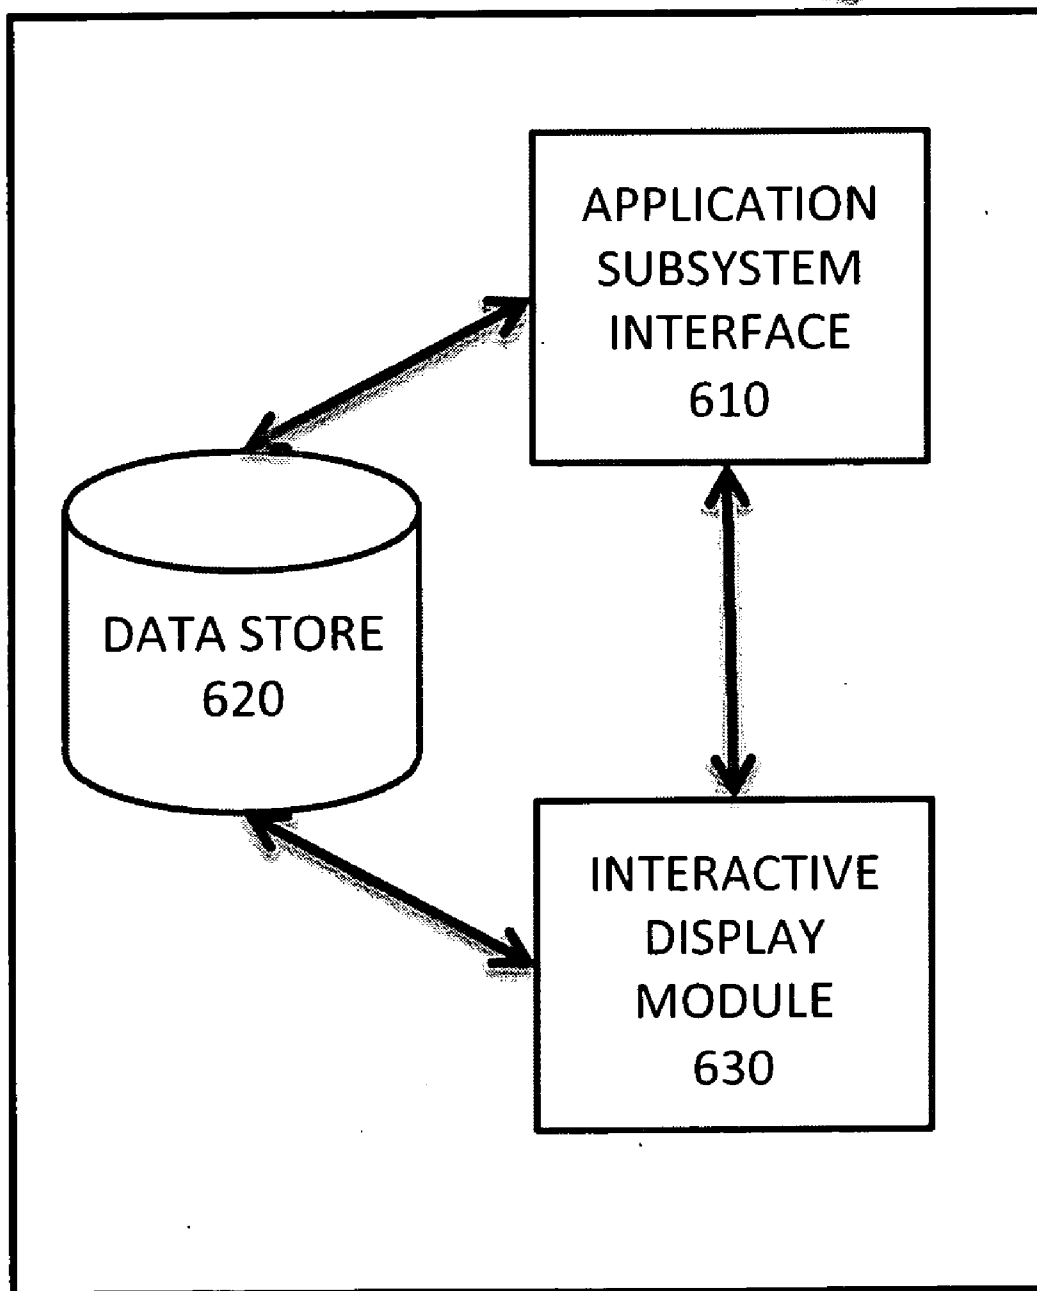 APPLICATION
SUBSYSTEM
INTERFACE
610
DATA STORE
620
INTERACTIVE
DISPLAY
MODULE
630